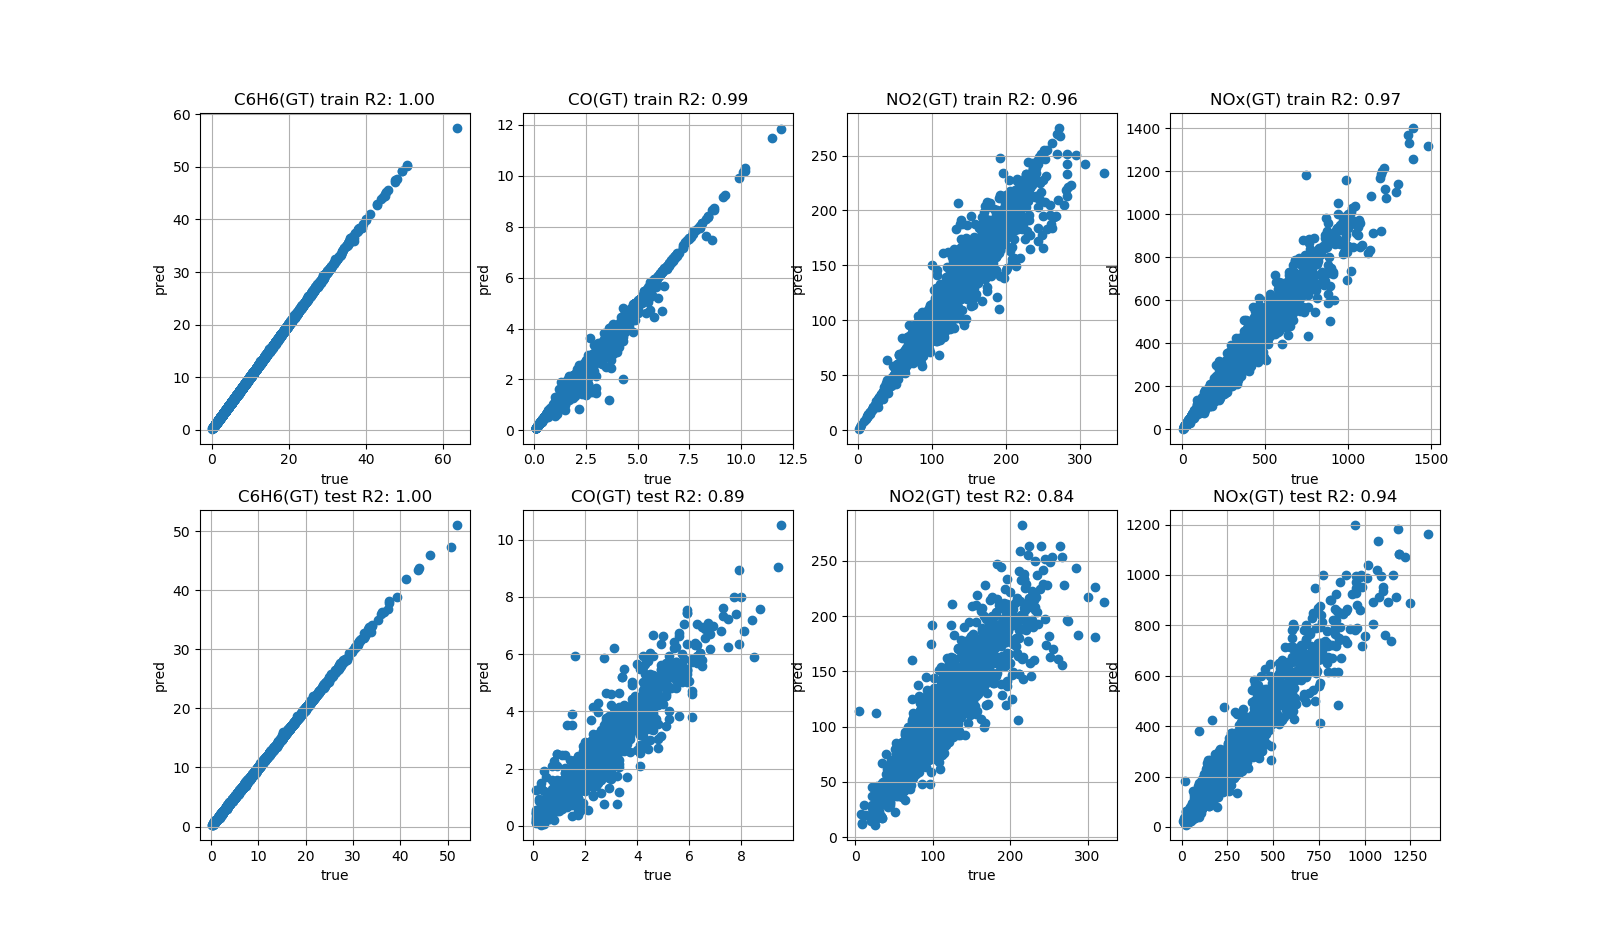 C6H6(GT) train R2: 1.00
60
50
40
30
20
10
0
pred
0 20 40 60
true
CO(GT) train R2: 0.99
12
10
8
6
4
2
0
pred
0.0 2.5 5.0 7.5 10.0 12.5
true
NO2(GT) train R2: 0.96
250
200
150
100
50
0
pred
0 100 200 300
true
NOx(GT) train R2: 0.97
1400
1200
1000
800
600
400
200
0
pred
0 500 1000 1500
true
C6H6(GT) test R2: 1.00
50
40
30
20
10
0
pred
0 10 20 30 40 50
true
CO(GT) test R2: 0.89
10
8
6
4
2
0
pred
0 2 4 6 8
true
NO2(GT) test R2: 0.84
250
200
150
100
50
0
pred
0 100 200 300
true
NOx(GT) test R2: 0.94
1200
1000
800
600
400
200
0
pred
0 250 500 750 1000 1250
true